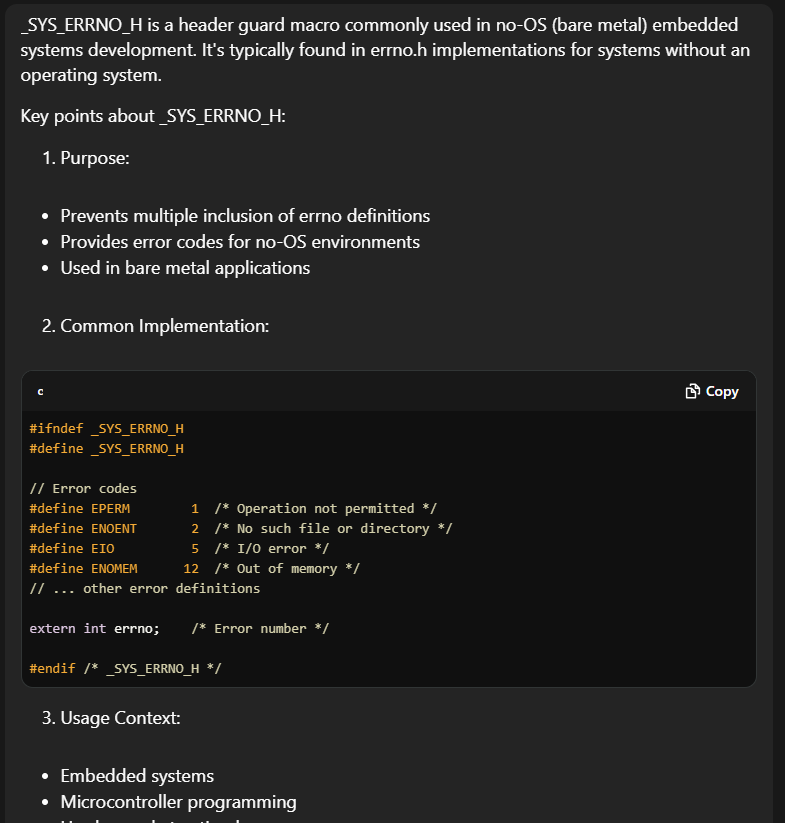 _SYS_ERRNO_H is a header guard macro commonly used in no-OS (bare metal) embedded
systems development. It's typically found in errno.h implementations for systems without an
operating system.
Key points about _SYS_ERRNO_H:
1. Purpose:
• Prevents multiple inclusion of errno definitions
• Provides error codes for no-OS environments
• Used in bare metal applications
2. Common Implementation:
c Copy
#ifndef _SYS_ERRNO_H
#define _SYS_ERRNO_H
// Error codes
#define EPERM        1  /* Operation not permitted */
#define ENOENT       2  /* No such file or directory */
#define EIO          5  /* I/O error */
#define ENOMEM      12  /* Out of memory */
// ... other error definitions
extern int errno;    /* Error number */
#endif /* _SYS_ERRNO_H */
3. Usage Context:
• Embedded systems
• Microcontroller programming